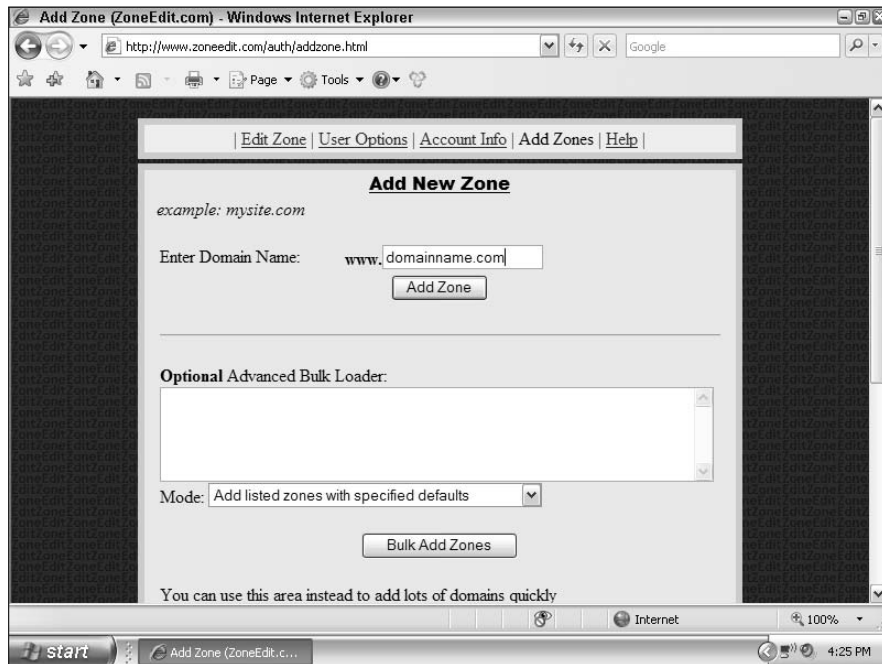 Add Zone (ZoneEdit.com) - Windows Internet Explorer
http://www.zoneedit.com/auth/addzone.html
Google
Page Tools
| Edit Zone | User Options | Account Info | Add Zones | Help |
Add New Zone
example: mysite.com
Enter Domain Name: www. domainname.com
Add Zone
Optional Advanced Bulk Loader:
Mode: Add listed zones with specified defaults
Bulk Add Zones
You can use this area instead to add lots of domains quickly
Internet 100%
start Add Zone (ZoneEdit.c... 4:25 PM